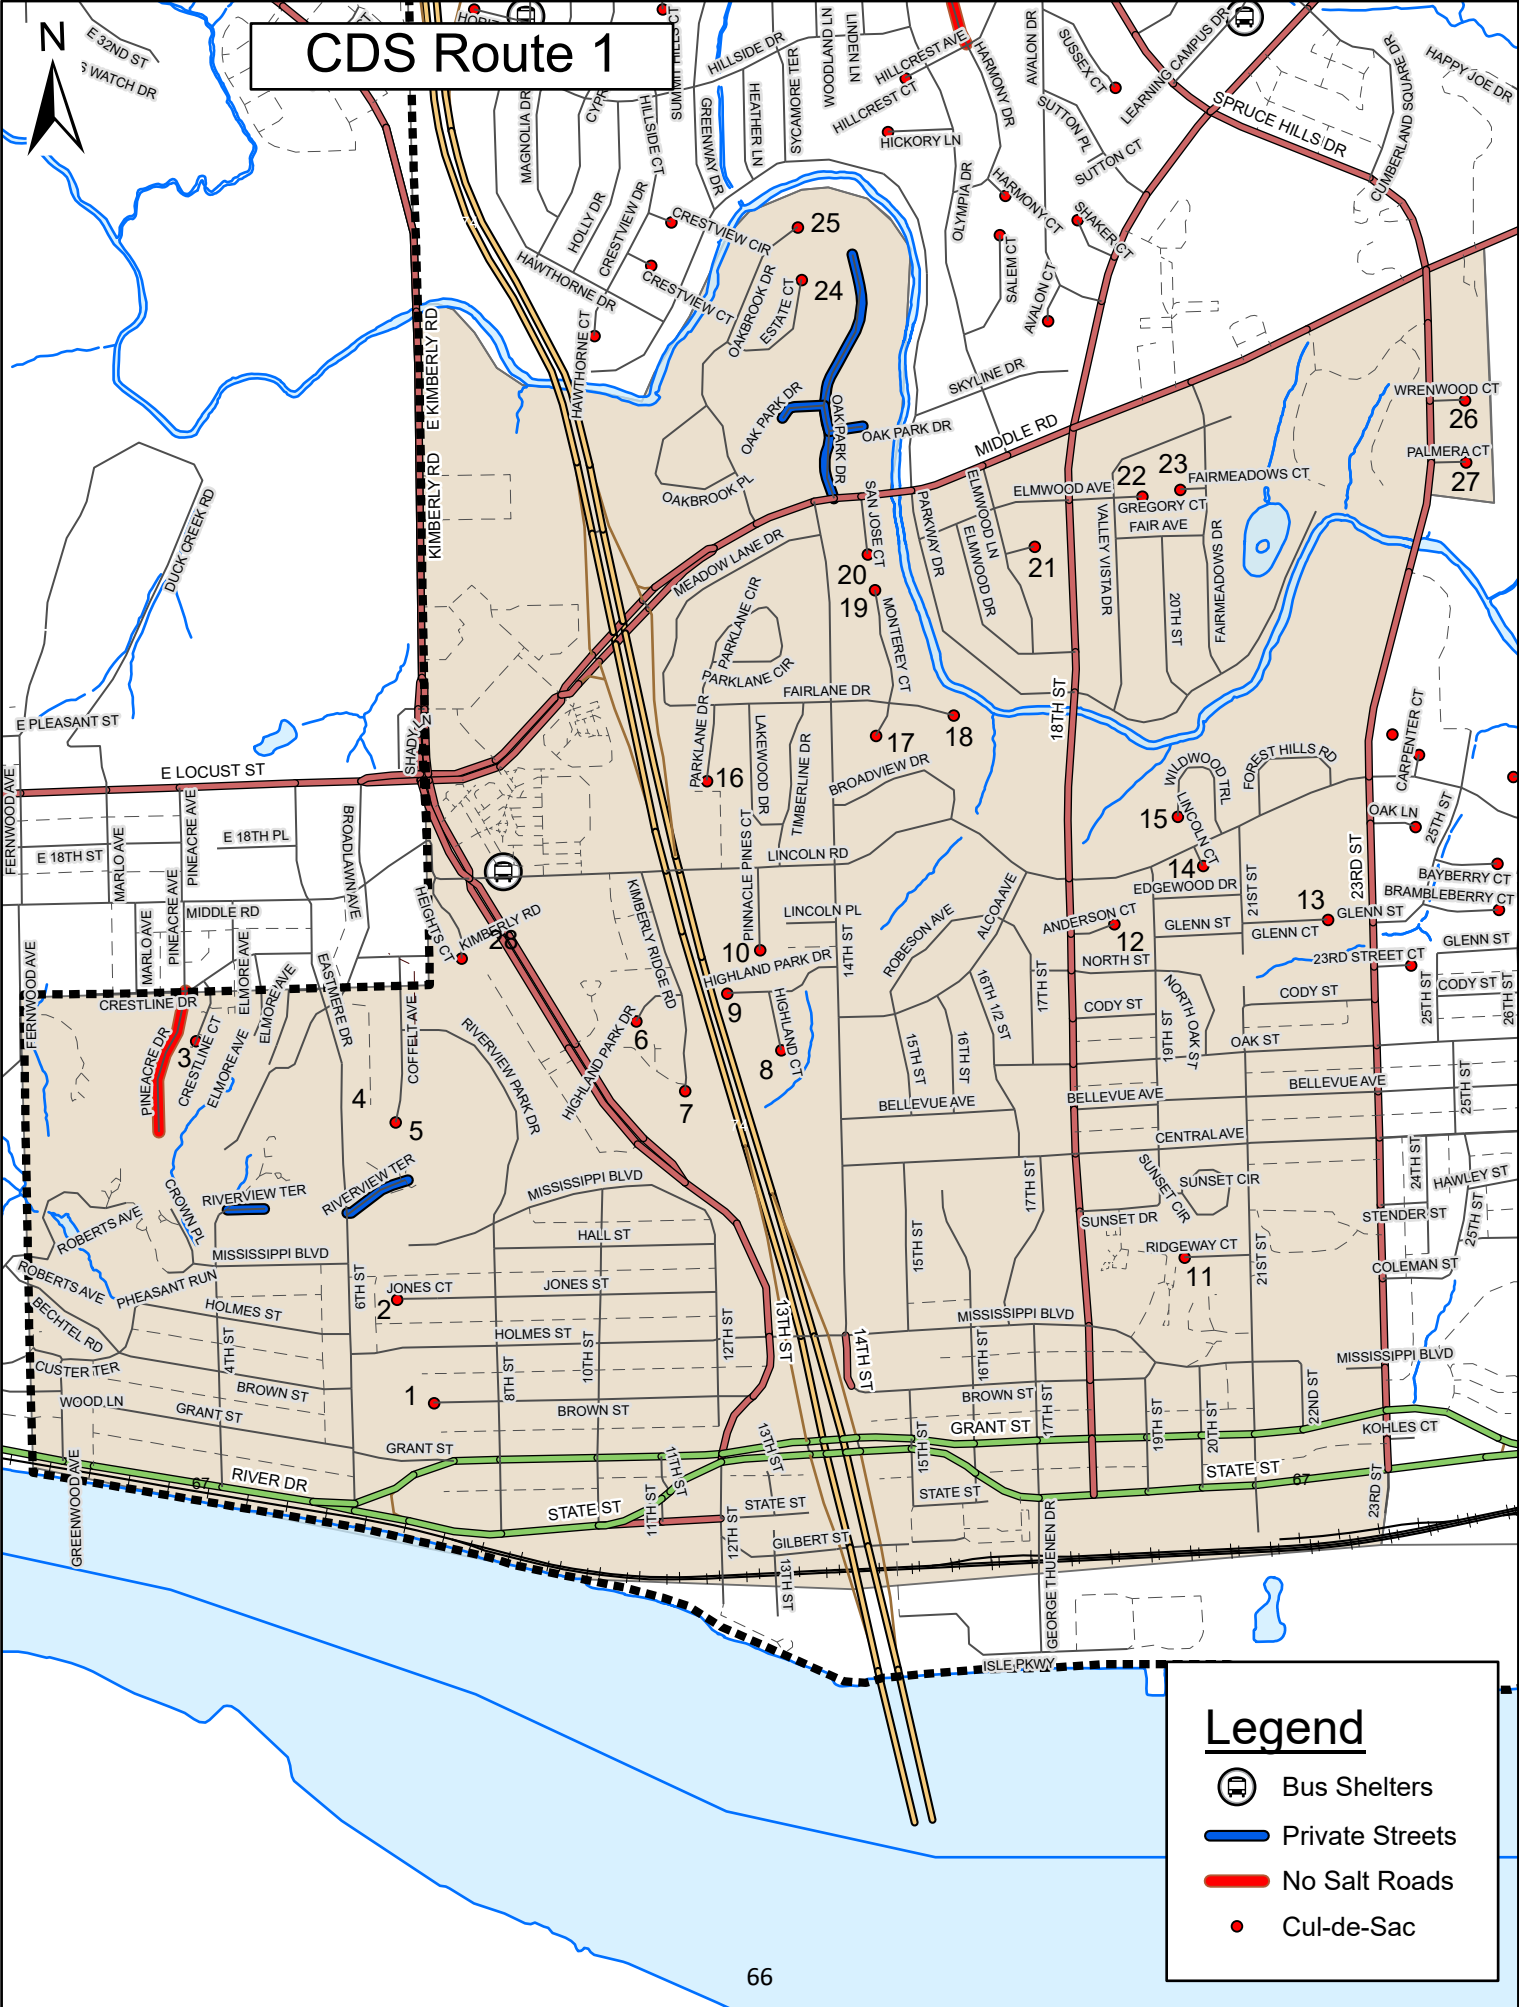 N
CDS Route 1
E 32ND ST
S WATCH DR
HILLSIDE DR
WOODLAND LN
LINDEN LN
HILLCREST AVE
HILLCREST CT
HARMONY DR
AVALON DR
SUSSEX CT
LEARNING CAMPUS DR
SPRUCE HILLS DR
CUMBERLAND SQUARE DR
HAPPY JOE DR
MAGNOLIA DR
HILLSIDE CT
GREENWAY DR
HEATHER LN
SYCAMORE TER
HICKORY LN
SUTTON PL
SUTTON CT
HOLLY DR
CRESTVIEW DR
CRESTVIEW CIR
CRESTVIEW CT
HAWTHORNE DR
HAWTHORNE CT
OLYMPIA DR
HARMONY CT
SALEM CT
SHAKER CT
AVALON CT
SKYLINE DR
25
24
OAKBROOK DR
ESTATE CT
OAK PARK DR
OAK PARK DR
OAK PARK DR
OAKBROOK PL
E KIMBERLY RD
KIMBERLY RD
MIDDLE RD
WRENWOOD CT
26
PALMERA CT
27
22
23
ELMWOOD AVE
FAIRMEADOWS CT
GREGORY CT
FAIR AVE
DUCK CREEK RD
MEADOW LANE DR
SAN JOSE CT
PARKWAY DR
ELMWOOD LN
ELMWOOD DR
21
VALLEY VISTA DR
20TH ST
FAIRMEADOWS DR
20
19
MONTEREY CT
PARKLANE CIR
PARKLANE CIR
FAIRLANE DR
18TH ST
E PLEASANT ST
E LOCUST ST
PARKLANE DR
16
LAKEWOOD DR
TIMBERLINE DR
17
18
BROADVIEW DR
WILDWOOD TRL
FOREST HILLS RD
CARPENTER CT
OAK LN
25TH ST
15
LINCOLN CT
14
23RD ST
FERNWOOD AVE
E 18TH PL
E 18TH ST
MARLO AVE
PINEACRE AVE
BROADLAWN AVE
LINCOLN RD
PINNACLE PINES CT
EDGEWOOD DR
21ST ST
BAYBERRY CT
BRAMBLEBERRY CT
MIDDLE RD
MARLO AVE
PINEACRE AVE
ELMORE AVE
ELMORE AVE
EASTMERE DR
HEIGHTS CT
KIMBERLY RD
28
KIMBERLY RIDGE RD
LINCOLN PL
14TH ST
ROBESON AVE
ALCOA AVE
ANDERSON CT
12
GLENN ST
13
GLENN CT
GLENN ST
GLENN ST
23RD STREET CT
10
HIGHLAND PARK DR
NORTH ST
CRESTLINE DR
FERNWOOD AVE
PINEACRE DR
3
CRESTLINE CT
ELMORE AVE
COFFELT AVE
4
5
RIVERVIEW PARK DR
HIGHLAND PARK DR
6
7
9
HIGHLAND CT
8
15TH ST
16TH ST
16TH 1/2 ST
17TH ST
CODY ST
19TH ST
NORTH OAK ST
CODY ST
CODY ST
25TH ST
26TH ST
OAK ST
BELLEVUE AVE
BELLEVUE AVE
BELLEVUE AVE
25TH ST
CENTRAL AVE
24TH ST
HAWLEY ST
RIVERVIEW TER
RIVERVIEW TER
CROWN PL
MISSISSIPPI BLVD
ROBERTS AVE
ROBERTS AVE
PHEASANT RUN
MISSISSIPPI BLVD
HALL ST
15TH ST
17TH ST
SUNSET CIR
SUNSET CIR
SUNSET DR
RIDGEWAY CT
11
21ST ST
STENDER ST
25TH ST
COLEMAN ST
6TH ST
JONES CT
2
JONES ST
BECHTEL RD
HOLMES ST
HOLMES ST
12TH ST
13TH ST
14TH ST
MISSISSIPPI BLVD
MISSISSIPPI BLVD
CUSTER TER
4TH ST
BROWN ST
WOOD LN
GRANT ST
1
8TH ST
10TH ST
BROWN ST
16TH ST
BROWN ST
17TH ST
19TH ST
20TH ST
22ND ST
GRANT ST
GRANT ST
KOHLES CT
GREENWOOD AVE
67
RIVER DR
STATE ST
11TH ST
11TH ST
13TH ST
15TH ST
STATE ST
67
23RD ST
12TH ST
STATE ST
STATE ST
GILBERT ST
13TH ST
GEORGE THUENEN DR
ISLE PKWY
Legend
Bus Shelters
Private Streets
No Salt Roads
Cul-de-Sac
66